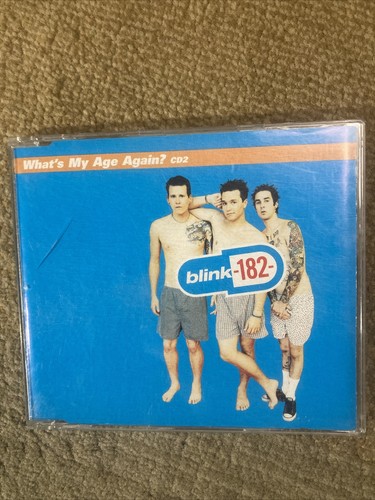 What's My Age Again? CD2
blink-182-